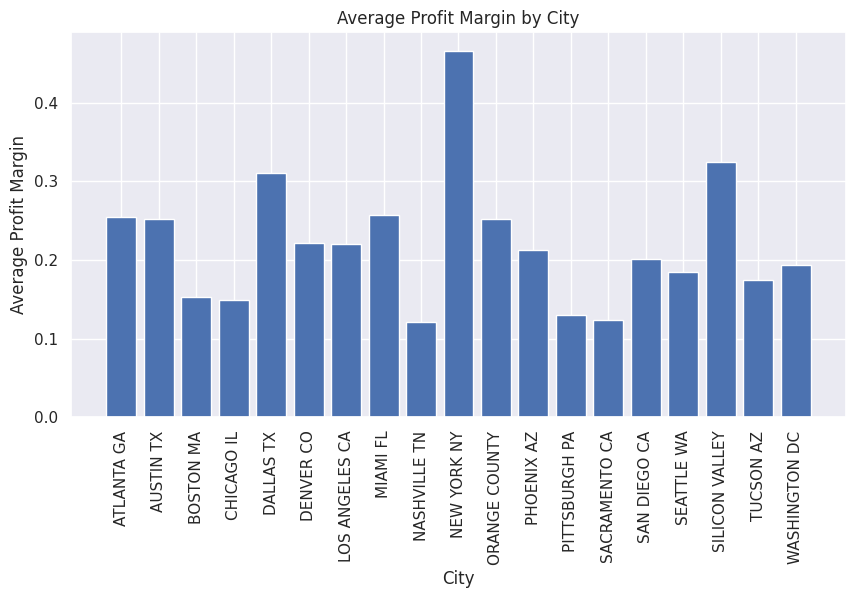 Average Profit Margin by City
Average Profit Margin
0.4
0.3
0.2
0.1
0.0
ATLANTA GA
AUSTIN TX
BOSTON MA
CHICAGO IL
DALLAS TX
DENVER CO
LOS ANGELES CA
MIAMI FL
NASHVILLE TN
NEW YORK NY
ORANGE COUNTY
PHOENIX AZ
PITTSBURGH PA
SACRAMENTO CA
SAN DIEGO CA
SEATTLE WA
SILICON VALLEY
TUCSON AZ
WASHINGTON DC
City